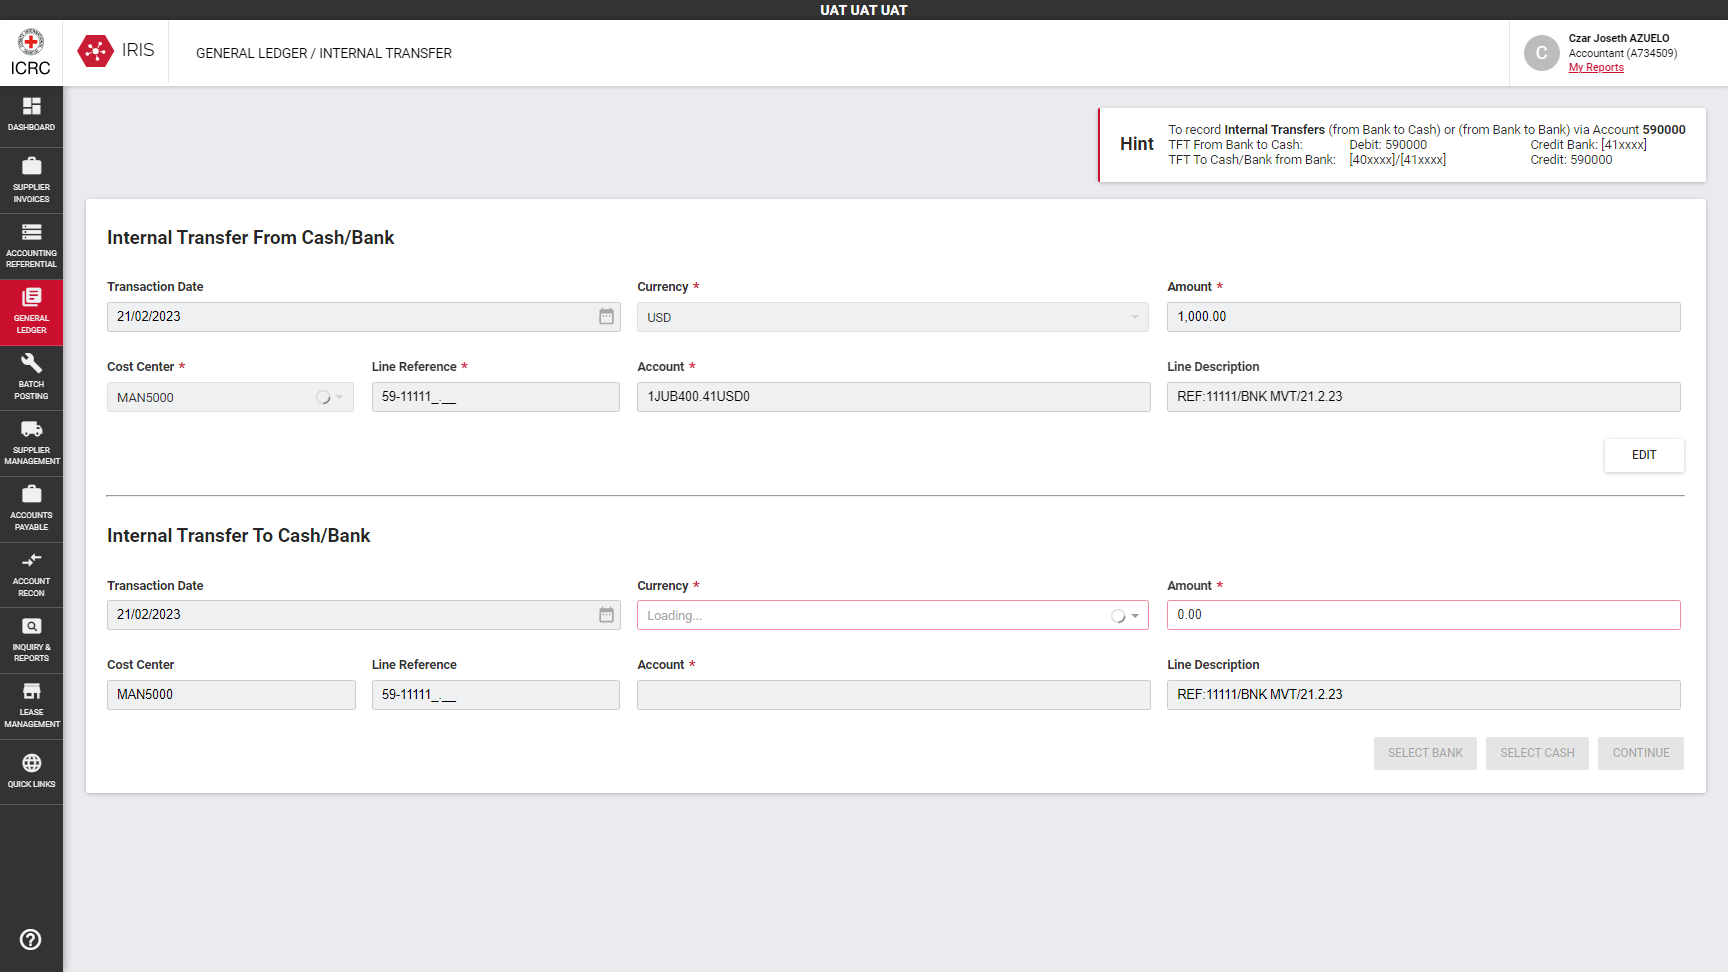 UAT UAT UAT
ICRC
IRIS
GENERAL LEDGER / INTERNAL TRANSFER
C
Czar Joseth AZUELO
Accountant (A734509)
My Reports
DASHBOARD
SUPPLIER
INVOICES
ACCOUNTING
REFERENTIAL
GENERAL
LEDGER
BATCH
POSTING
SUPPLIER
MANAGEMENT
ACCOUNTS
PAYABLE
ACCOUNT
RECON
INQUIRY &
REPORTS
LEASE
MANAGEMENT
QUICK LINKS
Hint
To record Internal Transfers (from Bank to Cash) or (from Bank to Bank) via Account 590000
TFT From Bank to Cash: Debit: 590000 Credit Bank: [41xxxx]
TFT To Cash/Bank from Bank: [40xxxx]/[41xxxx] Credit: 590000
Internal Transfer From Cash/Bank
Transaction Date Currency * Amount *
21/02/2023 USD 1,000.00
Cost Center * Line Reference * Account * Line Description
MAN5000 59-11111_.__ 1JUB400.41USD0 REF:11111/BNK MVT/21.2.23
EDIT
Internal Transfer To Cash/Bank
Transaction Date Currency * Amount *
21/02/2023 Loading... 0.00
Cost Center Line Reference Account * Line Description
MAN5000 59-11111_.__ REF:11111/BNK MVT/21.2.23
SELECT BANK SELECT CASH CONTINUE